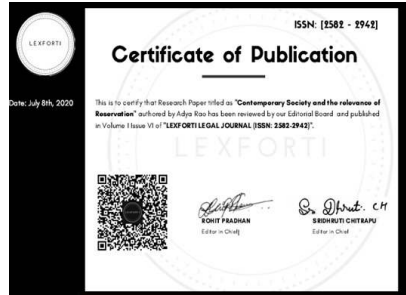 LEXFORTI
ISSN: [2582 - 2942]
Certificate of Publication
Date: July 8th, 2020
This is to certify that Research Paper titled as "Contemporary Society and the relevance of
Reservation" authored by Adya Rao has been reviewed by our Editorial Board and published
in Volume I Issue VI of "LEXFORTI LEGAL JOURNAL (ISSN: 2582-2942)".
LEXFORTI
ROHIT PRADHAN
Editor in Chief|
S. Dhruti. CH
SRIDHRUTI CHITRAPU
Editor in Chief